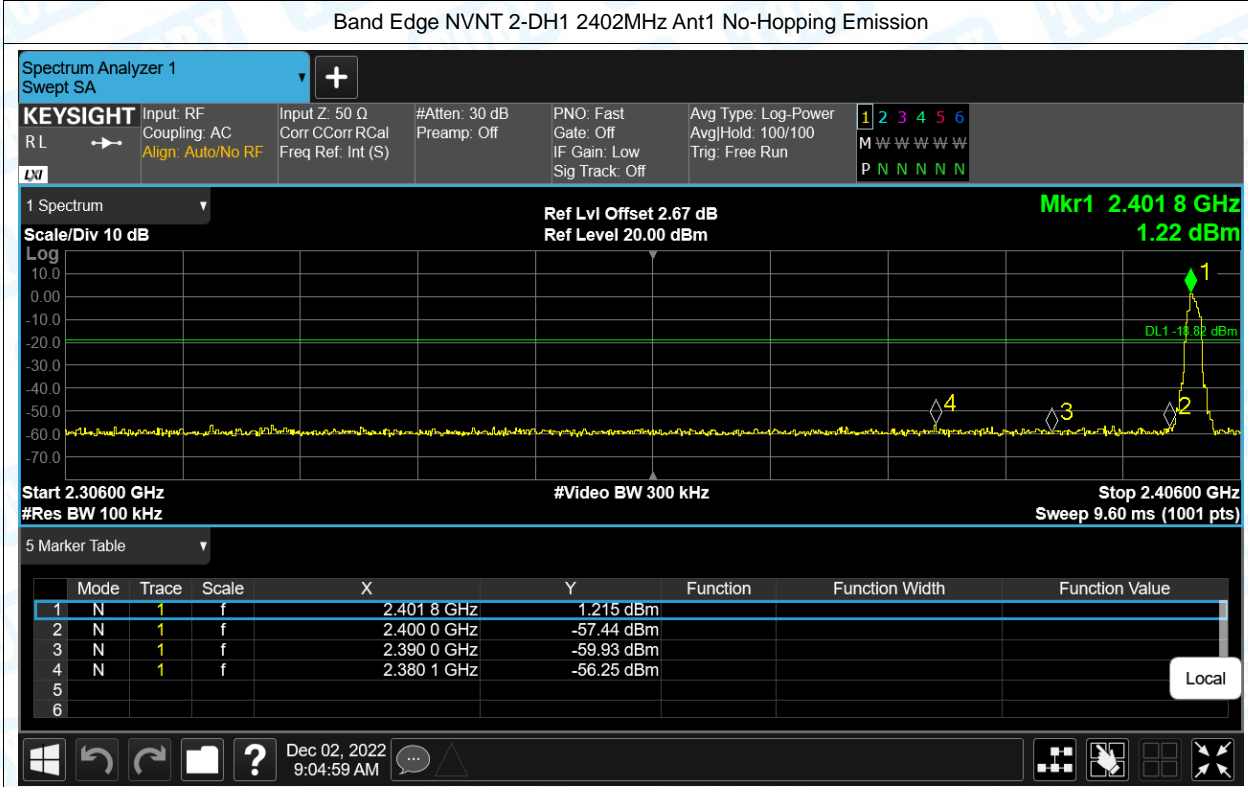 Band Edge NVNT 2-DH1 2402MHz Ant1 No-Hopping Emission
Spectrum Analyzer 1
Swept SA
KEYSIGHT
RL
LXI
Input: RF
Coupling: AC
Align: Auto/No RF
Input Z: 50 Ω
Corr CCorr RCal
Freq Ref: Int (S)
#Atten: 30 dB
Preamp: Off
PNO: Fast
Gate: Off
IF Gain: Low
Sig Track: Off
Avg Type: Log-Power
Avg|Hold: 100/100
Trig: Free Run
1 2 3 4 5 6
M W W W W W
P N N N N N
1 Spectrum
Scale/Div 10 dB
Ref Lvl Offset 2.67 dB
Ref Level 20.00 dBm
Mkr1 2.401 8 GHz
1.22 dBm
Log
10.0
0.00
-10.0
-20.0
-30.0
-40.0
-50.0
-60.0
-70.0
1
DL1 -18.82 dBm
4
3
2
Start 2.30600 GHz
#Video BW 300 kHz
Stop 2.40600 GHz
#Res BW 100 kHz
Sweep 9.60 ms (1001 pts)
5 Marker Table
Mode Trace Scale X Y Function Function Width Function Value
1 N 1 f 2.401 8 GHz 1.215 dBm
2 N 1 f 2.400 0 GHz -57.44 dBm
3 N 1 f 2.390 0 GHz -59.93 dBm
4 N 1 f 2.380 1 GHz -56.25 dBm
5
6
Local
?
Dec 02, 2022
9:04:59 AM